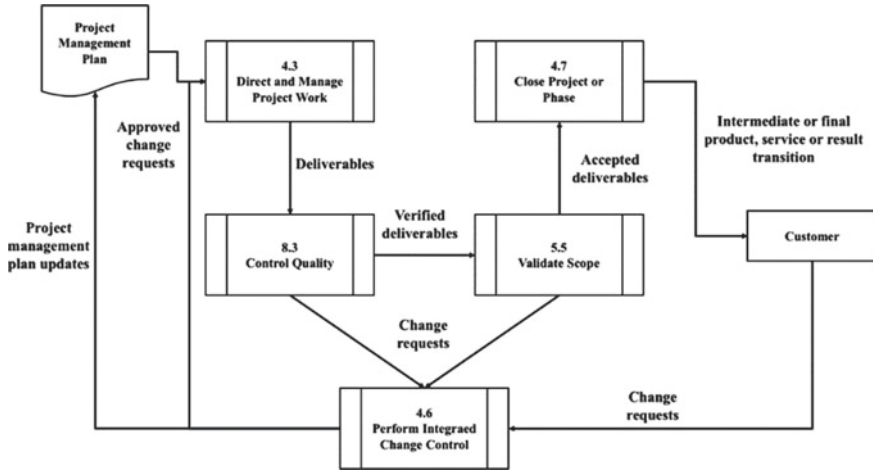 Project
Management
Plan
4.3
Direct and Manage
Project Work
4.7
Close Project or
Phase
Approved
change
requests
Deliverables
Accepted
deliverables
Intermediate or final
product, service or result
transition
Project
management
plan updates
8.3
Control Quality
Verified
deliverables
5.5
Validate Scope
Customer
Change
requests
4.6
Perform Integraed
Change Control
Change
requests